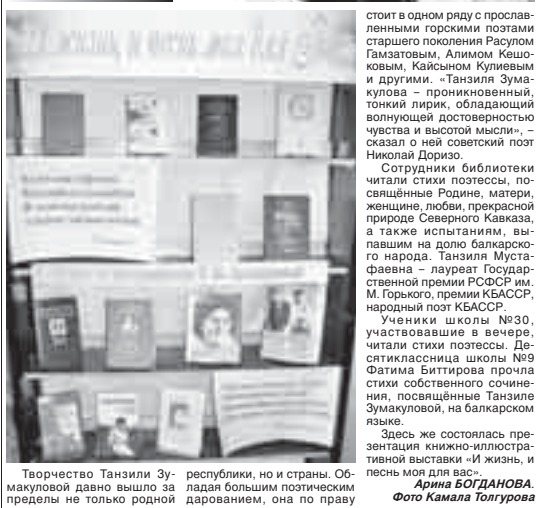 Творчество Танзили Зу-
макуловой давно вышло за
пределы не только родной
республики, но и страны. Об-
ладая большим поэтическим
дарованием, она по праву
стоит в одном ряду с прослав-
ленными горскими поэтами
старшего поколения Расулом
Гамзатовым, Алимом Кешо-
ковым, Кайсыном Кулиевым
и другими. «Танзиля Зума-
кулова – проникновенный,
тонкий лирик, обладающий
волнующей достоверностью
чувства и высотой мысли», –
сказал о ней советский поэт
Николай Доризо.
Сотрудники библиотеки
читали стихи поэтессы, по-
свящённые Родине, матери,
женщине, любви, прекрасной
природе Северного Кавказа,
а также испытаниям, вы-
павшим на долю балкарско-
го народа. Танзиля Муста-
фаевна – лауреат Государ-
ственной премии РСФСР им.
М. Горького, премии КБАССР,
народный поэт КБАССР.
Ученики школы №30,
участвовавшие в вечере,
читали стихи поэтессы. Де-
сятиклассница школы №9
Фатима Биттирова прочла
стихи собственного сочине-
ния, посвящённые Танзиле
Зумакуловой, на балкарском
языке.
Здесь же состоялась пре-
зентация книжно-иллюстра-
тивной выставки «И жизнь, и
песнь моя для вас».
Арина БОГДАНОВА.
Фото Камала Толгурова